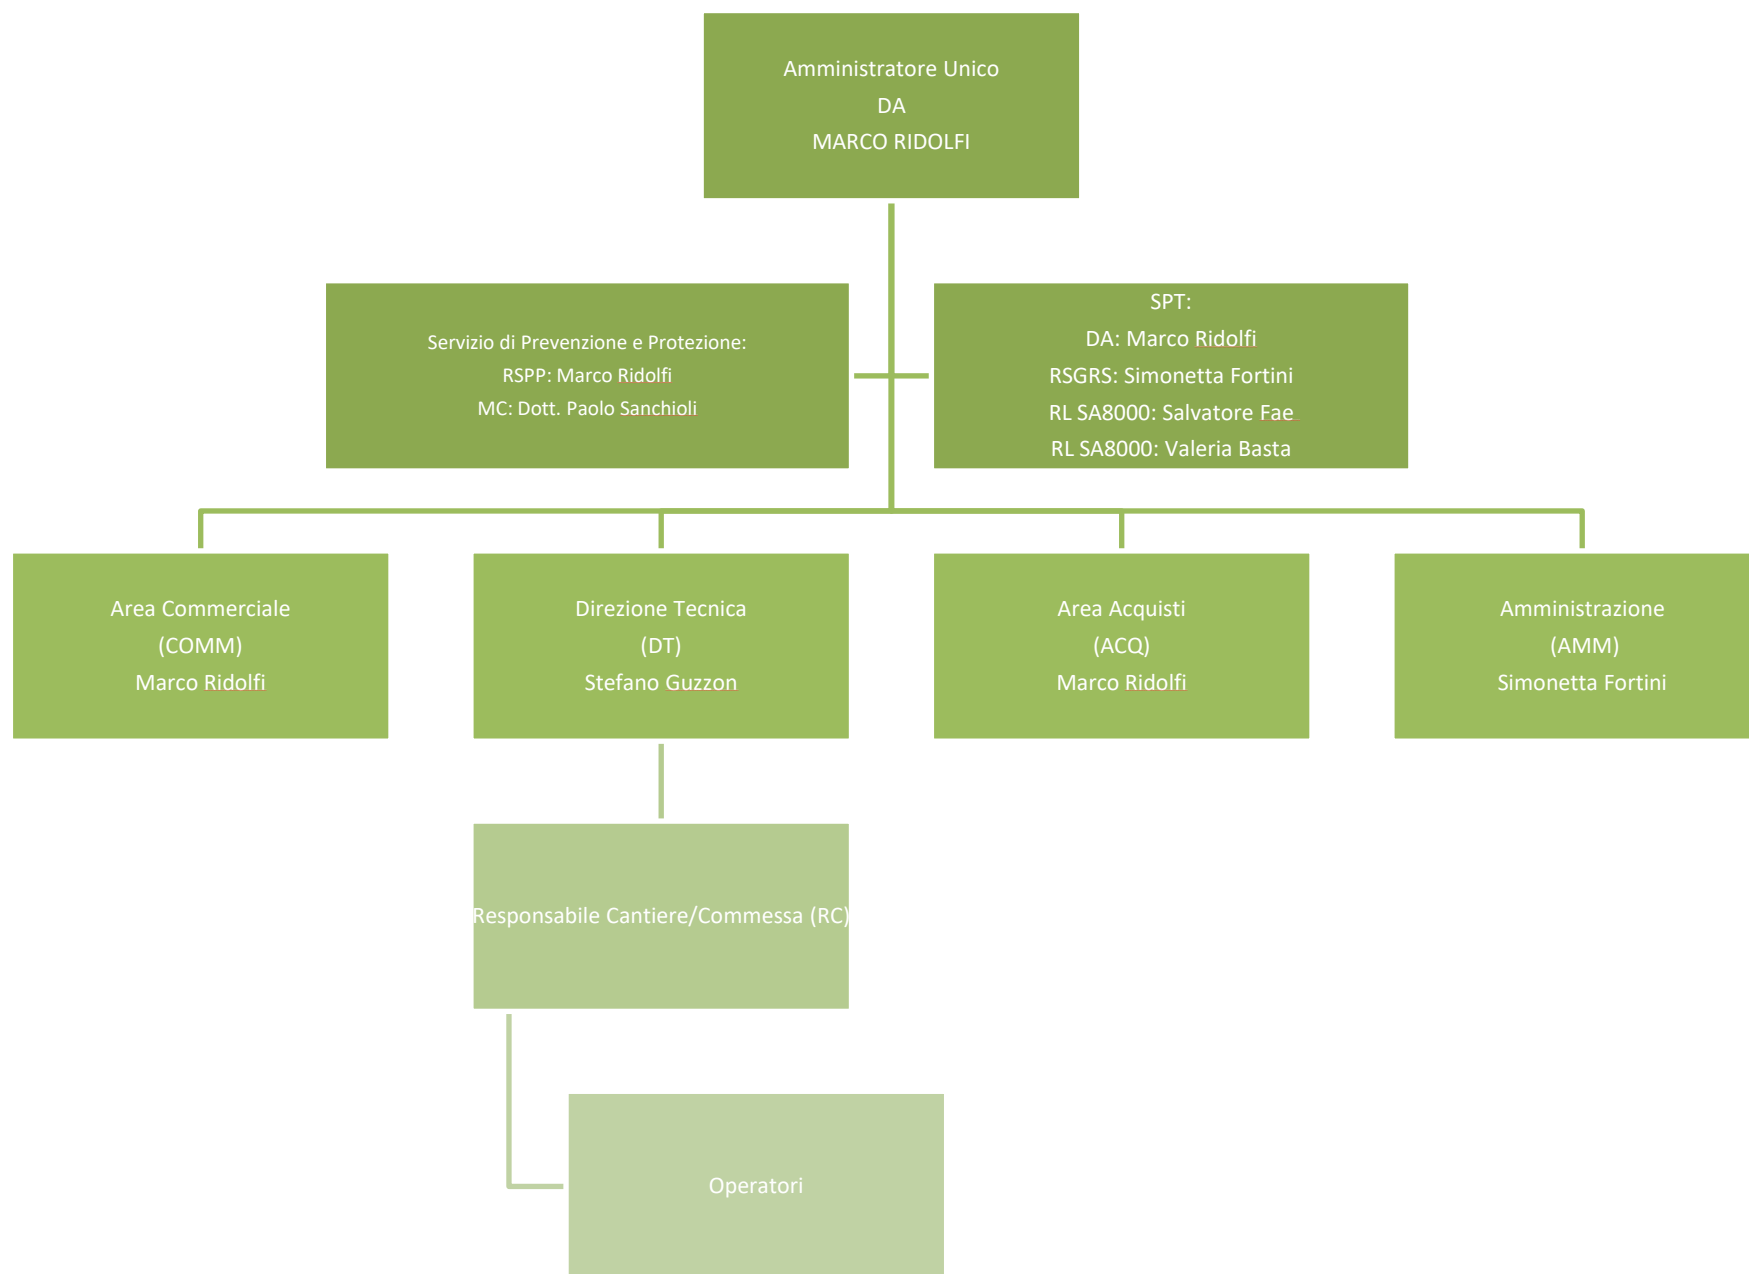 Amministratore Unico
DA
MARCO RIDOLFI
Servizio di Prevenzione e Protezione:
RSPP: Marco Ridolfi
MC: Dott. Paolo Sanchioli
SPT:
DA: Marco Ridolfi
RSGRS: Simonetta Fortini
RL SA8000: Salvatore Fae
RL SA8000: Valeria Basta
Area Commerciale
(COMM)
Marco Ridolfi
Direzione Tecnica
(DT)
Stefano Guzzon
Area Acquisti
(ACQ)
Marco Ridolfi
Amministrazione
(AMM)
Simonetta Fortini
Responsabile Cantiere/Commessa (RC)
Operatori